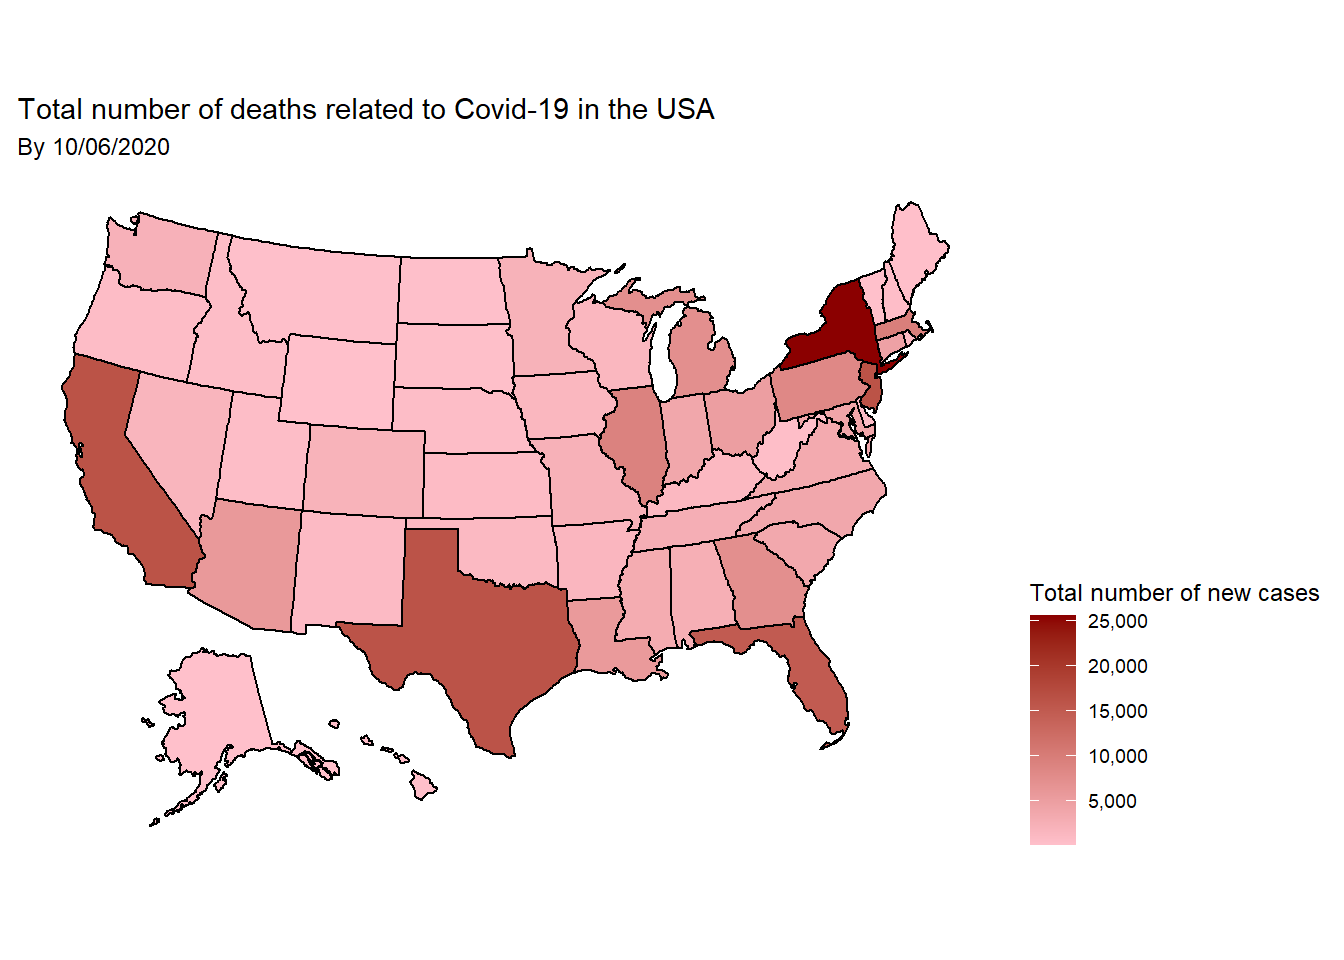 Total number of deaths related to Covid-19 in the USA
By 10/06/2020
Total number of new cases
25,000
20,000
15,000
10,000
5,000